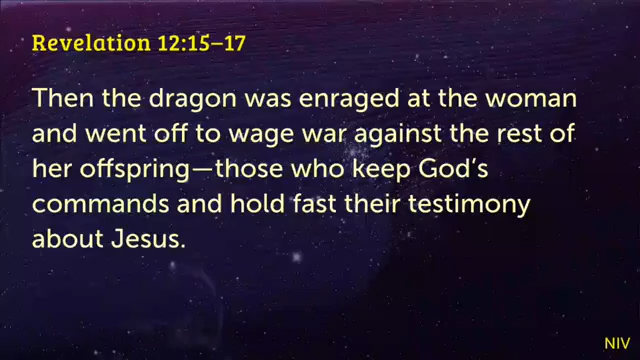 Revelation 12:15–17
Then the dragon was enraged at the woman
and went off to wage war against the rest of
her offspring—those who keep God’s
commands and hold fast their testimony
about Jesus.
NIV